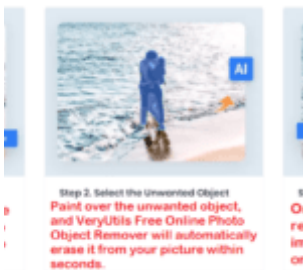 AI
Step 2. Select the Unwanted Object
Paint over the unwanted object,
and VeryUtils Free Online Photo
Object Remover will automatically
erase it from your picture within
seconds.